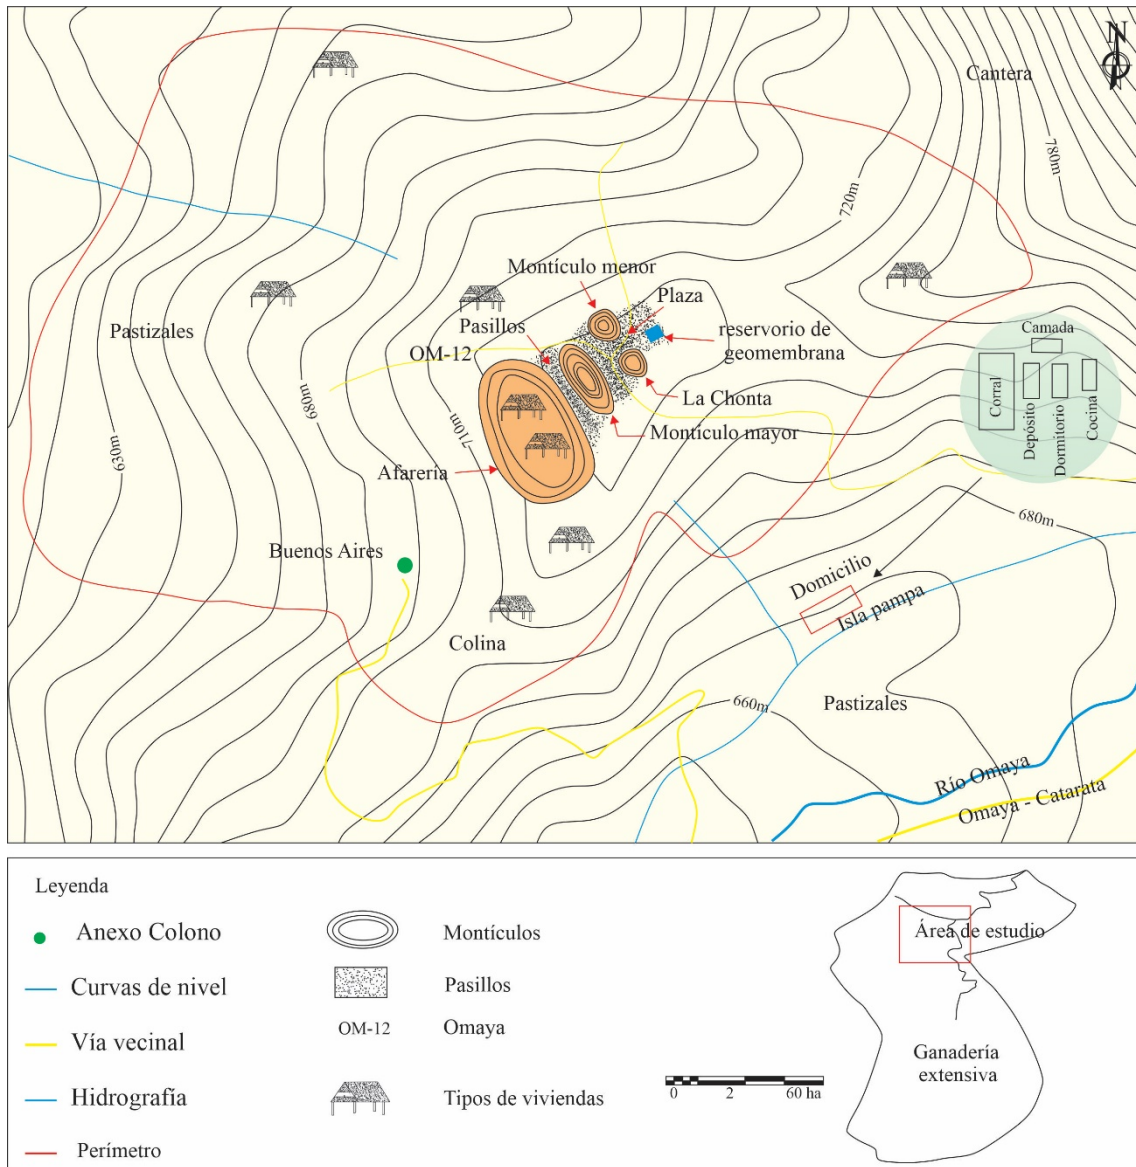 N
Cantera
780m
720m
Montículo menor
Plaza
Pastizales
Pasillos
OM-12
reservorio de
geomembrana
Camada
Corral
Depósito
Dormitorio
Cocina
La Chonta
680m
710m
Montículo mayor
630m
Afarería
680m
Buenos Aires
Domicilio
Isla pampa
Colina
660m
Pastizales
Río Omaya
Omaya - Catarata
Leyenda
Anexo Colono
Curvas de nivel
Vía vecinal
Hidrografía
Perímetro
Montículos
Pasillos
OM-12 Omaya
Tipos de viviendas
0 2 60 ha
Área de estudio
Ganadería
extensiva